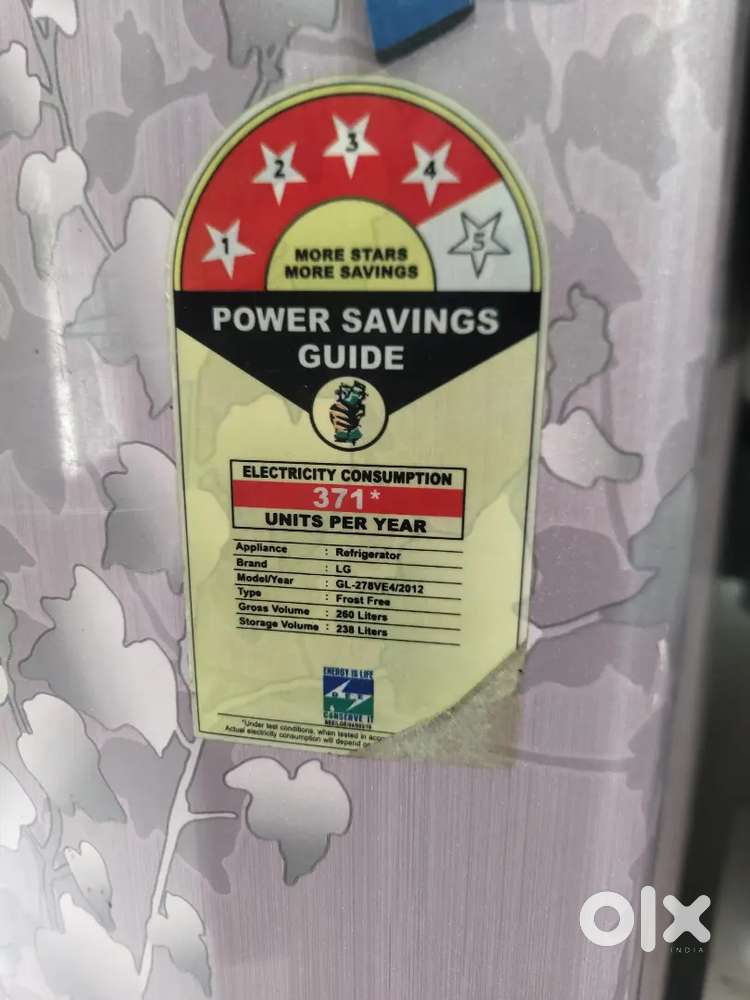 1 2 3 4 5
MORE STARS
MORE SAVINGS
POWER SAVINGS
GUIDE
ELECTRICITY CONSUMPTION
371*
UNITS PER YEAR
Appliance : Refrigerator
Brand : LG
Model/Year : GL-278VE4/2012
Type : Frost Free
Gross Volume : 260 Liters
Storage Volume : 238 Liters
ENERGY IS LIFE
BEE
CONSERVE IT
*Under test conditions, when tested in
Actual electricity consumption will depend on
olx
INDIA